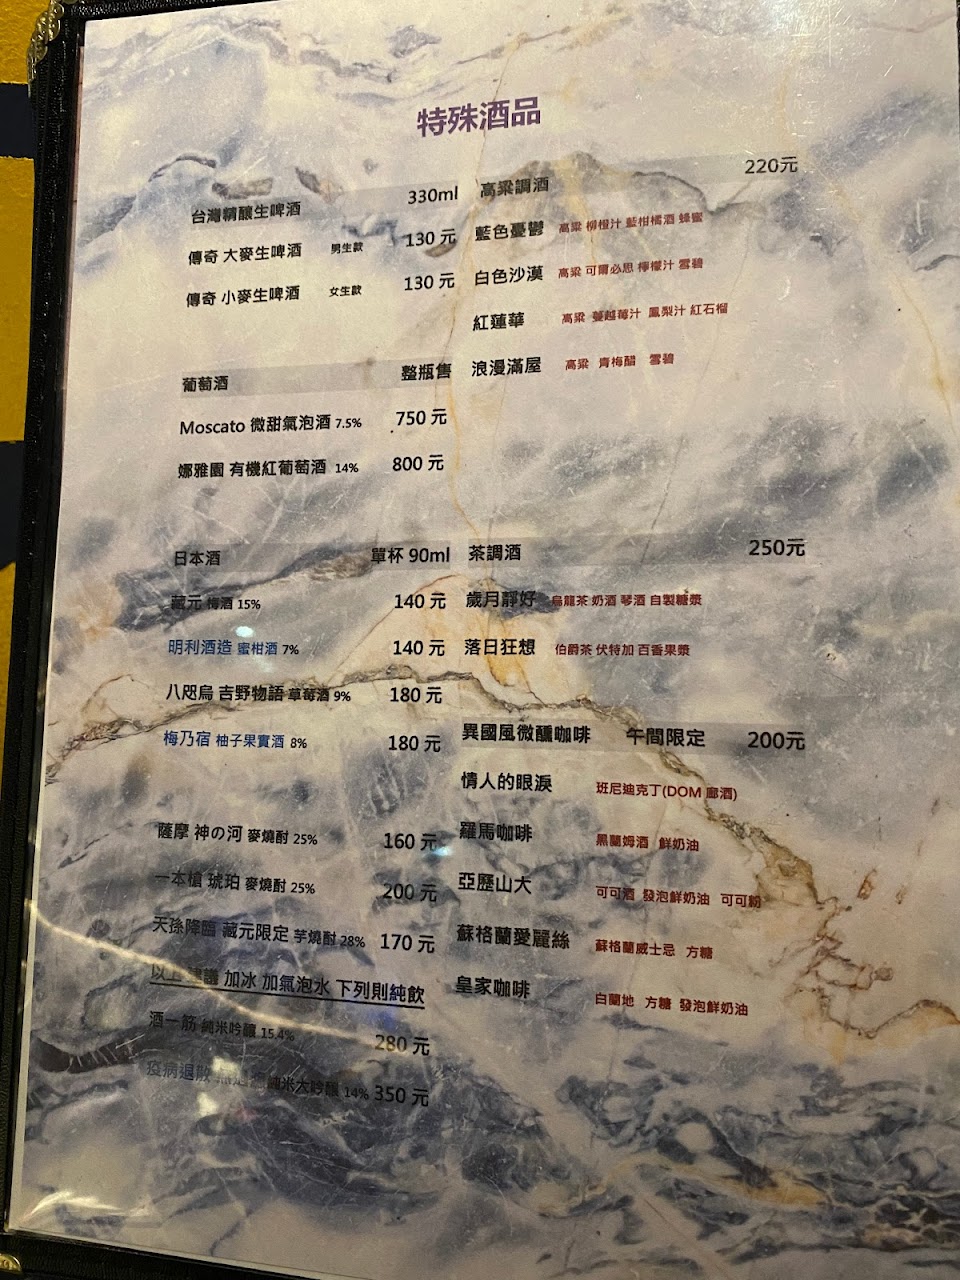 特殊酒品
台灣精釀生啤酒 330ml
傳奇 大麥生啤酒 男生飲 130 元
傳奇 小麥生啤酒 女生飲 130 元
葡萄酒 整瓶售
Moscato 微甜氣泡酒 7.5% 750 元
娜雅園 有機紅葡萄酒 14% 800 元
日本酒 單杯 90ml
藏元 梅酒 15% 140 元
明利酒造 蜜柑酒 7% 140 元
八咫烏 吉野物語 草莓酒 9% 180 元
梅乃宿 柚子果實酒 8% 180 元
薩摩 神の河 麥燒酎 25% 160 元
一本槍 琥珀 麥燒酎 25% 200 元
天孫降臨 藏元限定 芋燒酎 28% 170 元
以上 建議 加冰 加氣泡水 下列則純飲
酒一筋 純米吟釀 15.4% 280 元
疫病退散 純米大吟釀 14% 350 元
高粱調酒 220元
藍色憂鬱 高粱 柳橙汁 藍柑橘酒 蜂蜜
白色沙漠 高粱 可爾必思 檸檬汁 雪碧
紅蓮華 高粱 蔓越莓汁 鳳梨汁 紅石榴
浪漫滿屋 高粱 青梅醋 雪碧
茶調酒 250元
歲月靜好 烏龍茶 奶酒 琴酒 自製糖漿
落日狂想 伯爵茶 伏特加 百香果漿
異國風微醺咖啡 午間限定 200元
情人的眼淚 班尼迪克丁(DOM 廊酒)
羅馬咖啡 黑蘭姆酒 鮮奶油
亞歷山大 可可酒 發泡鮮奶油 可可粉
蘇格蘭愛麗絲 蘇格蘭威士忌 方糖
皇家咖啡 白蘭地 方糖 發泡鮮奶油